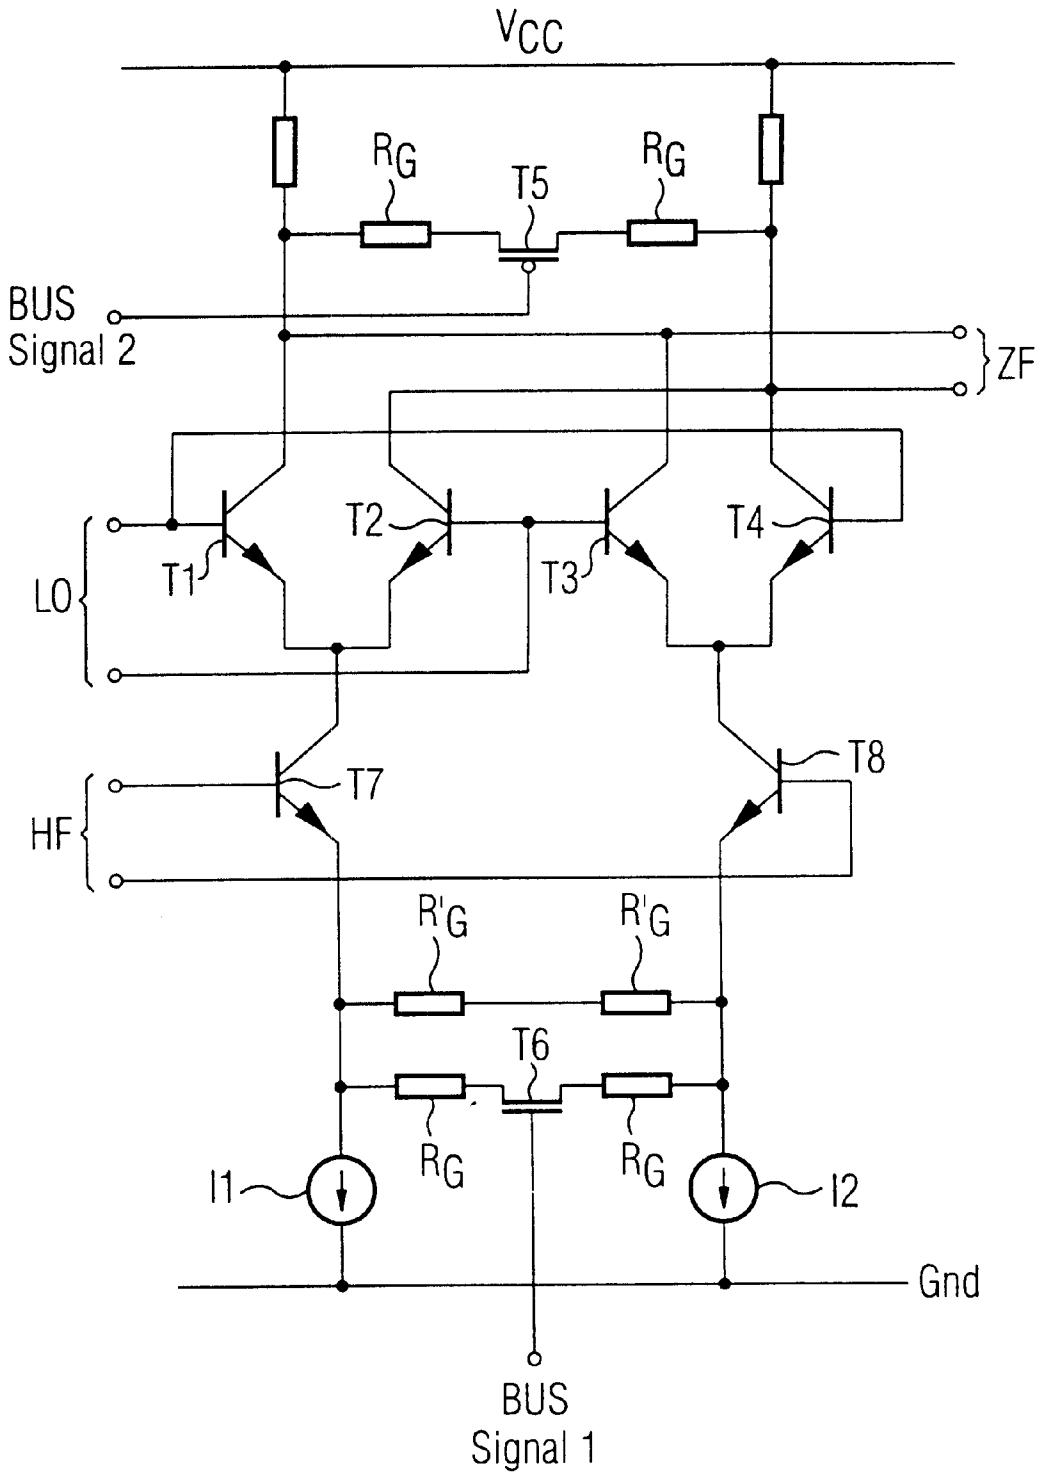 VCC
RG
T5
RG
BUS
Signal 2
ZF
T1
T2
T3
T4
LO
T7
T8
HF
R'G
R'G
T6
RG
RG
I1
I2
Gnd
BUS
Signal 1